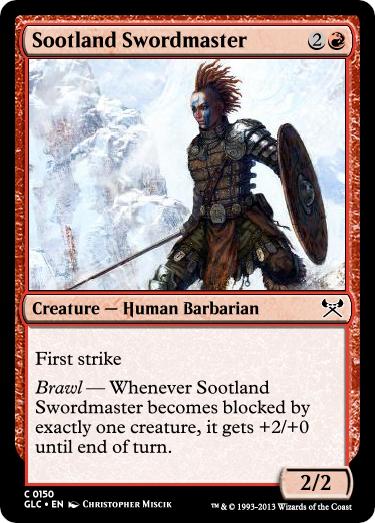 Sootland Swordmaster 2
Creature — Human Barbarian
First strike
Brawl — Whenever Sootland
Swordmaster becomes blocked by
exactly one creature, it gets +2/+0
until end of turn.
2/2
C 0150
GLC • EN Christopher Miscik
™ & © 1993-2013 Wizards of the Coast